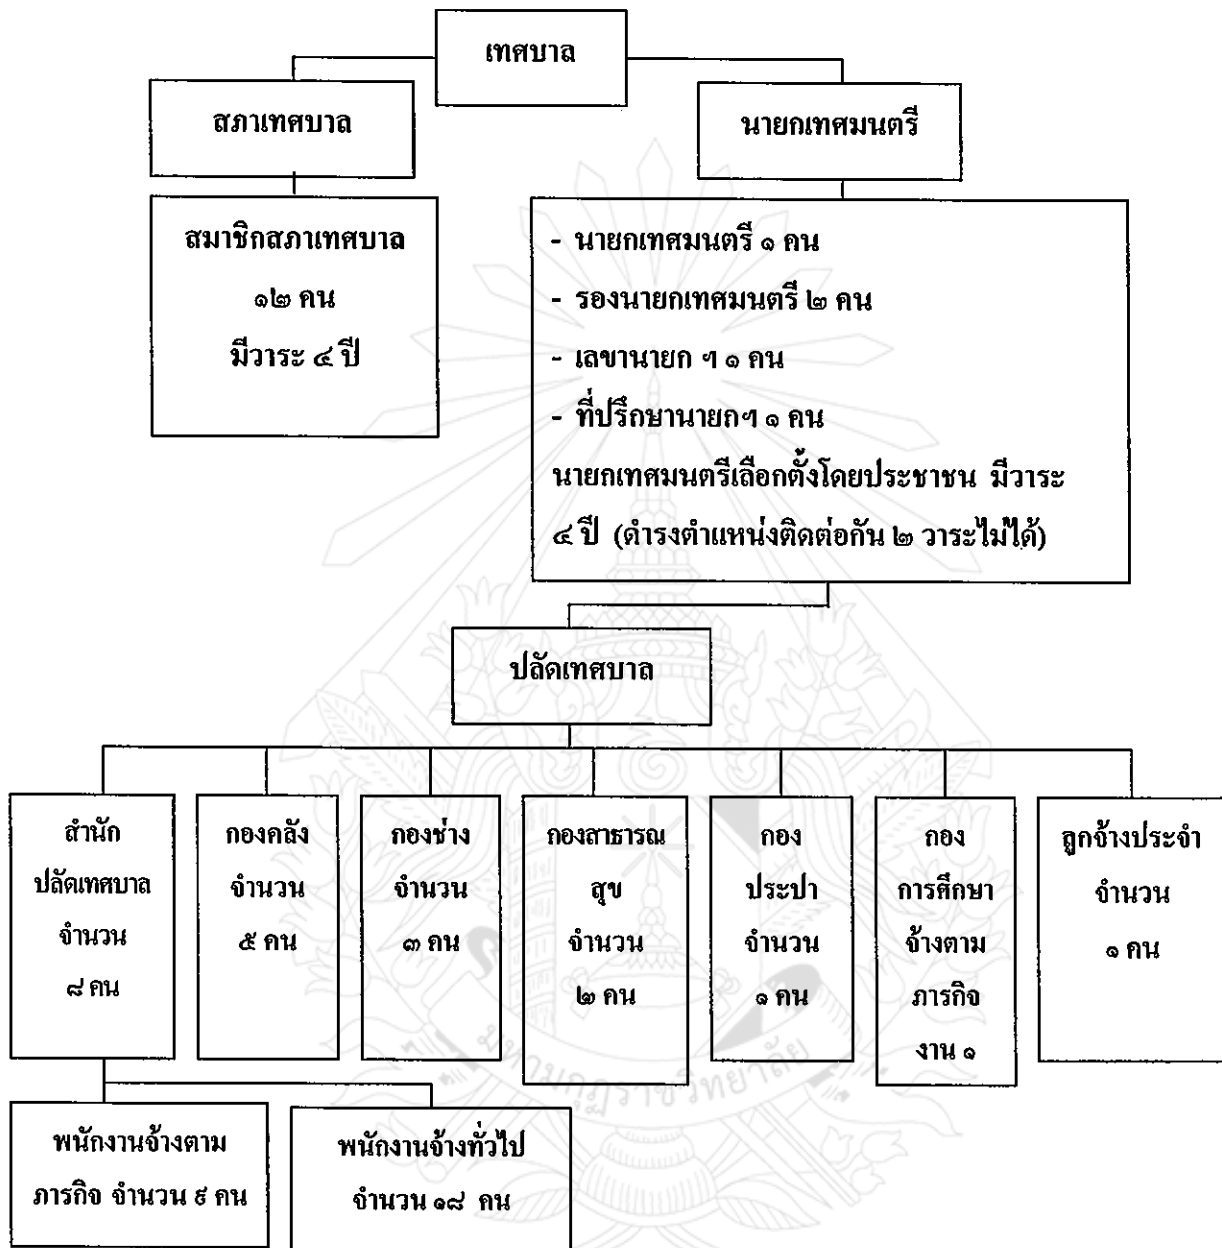 เทศบาล
สภาเทศบาล
นายกเทศมนตรี
สมาชิกสภาเทศบาล
๑๒ คน
มีวาระ ๔ ปี
- นายกเทศมนตรี ๑ คน
- รองนายกเทศมนตรี ๒ คน
- เลขานายก ฯ ๑ คน
- ที่ปรึกษานายกฯ ๑ คน
นายกเทศมนตรีเลือกตั้งโดยประชาชน มีวาระ
๔ ปี (ดำรงตำแหน่งติดต่อกัน ๒ วาระไม่ได้)
ปลัดเทศบาล
สำนัก
ปลัดเทศบาล
จำนวน
๘ คน
กองคลัง
จำนวน
๕ คน
กองช่าง
จำนวน
๓ คน
กองสาธารณ
สุข
จำนวน
๒ คน
กอง
ประปา
จำนวน
๑ คน
กอง
การศึกษา
จ้างตาม
ภารกิจ
งาน ๑
ลูกจ้างประจำ
จำนวน
๑ คน
พนักงานจ้างตาม
ภารกิจ จำนวน ๙ คน
พนักงานจ้างทั่วไป
จำนวน ๑๘ คน
มหามกุฏราชวิทยาลัย